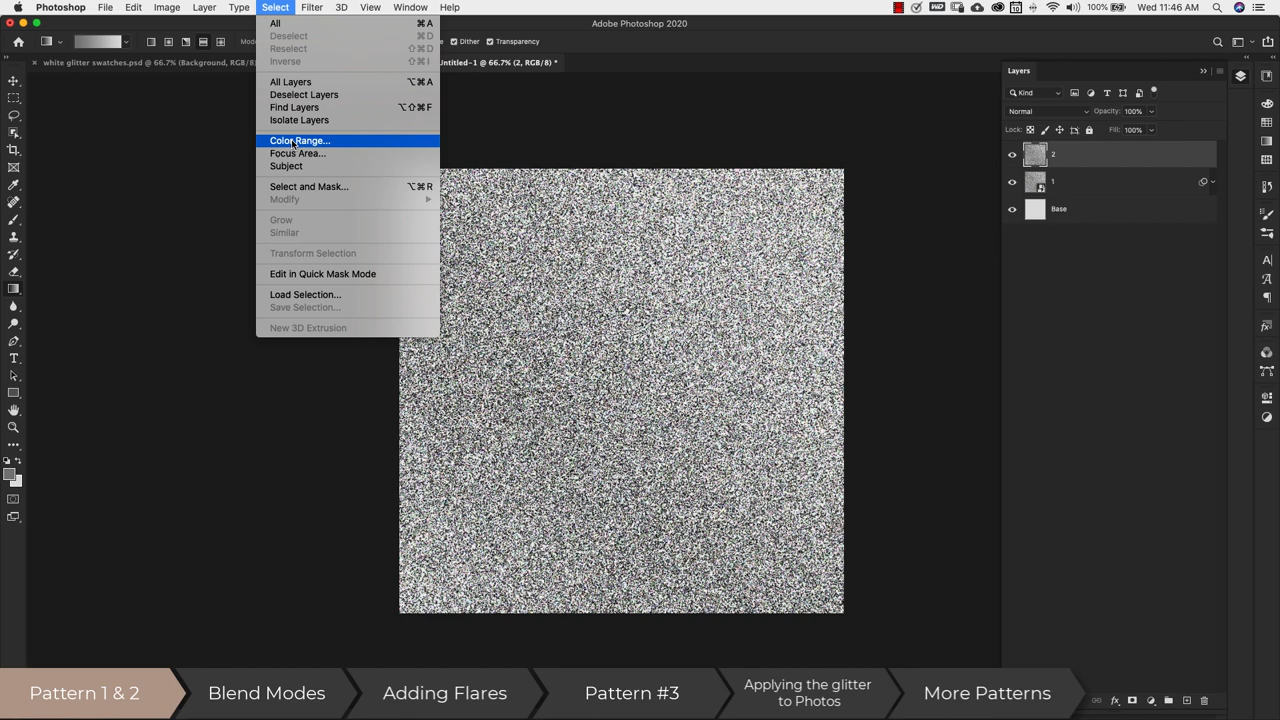 Photoshop File Edit Image Layer Type Select Filter 3D View Window Help 100% Wed 11:46 AM
Adobe Photoshop 2020
Dither Transparency
white glitter swatches.psd @ 66.7% (Background, RGB/8)
Untitled-1 @ 66.7% (2, RGB/8) *
All ⌘A
Deselect ⌘D
Reselect ⇧⌘D
Inverse ⇧⌘I
All Layers ⌥⌘A
Deselect Layers
Find Layers ⌥⇧⌘F
Isolate Layers
Color Range...
Focus Area...
Subject
Select and Mask... ⌥⌘R
Modify
Grow
Similar
Transform Selection
Edit in Quick Mask Mode
Load Selection...
Save Selection...
New 3D Extrusion
Layers
Kind
Normal Opacity: 100%
Lock: Fill: 100%
2
1
Base
Pattern 1 & 2
Blend Modes
Adding Flares
Pattern #3
Applying the glitter
to Photos
More Patterns